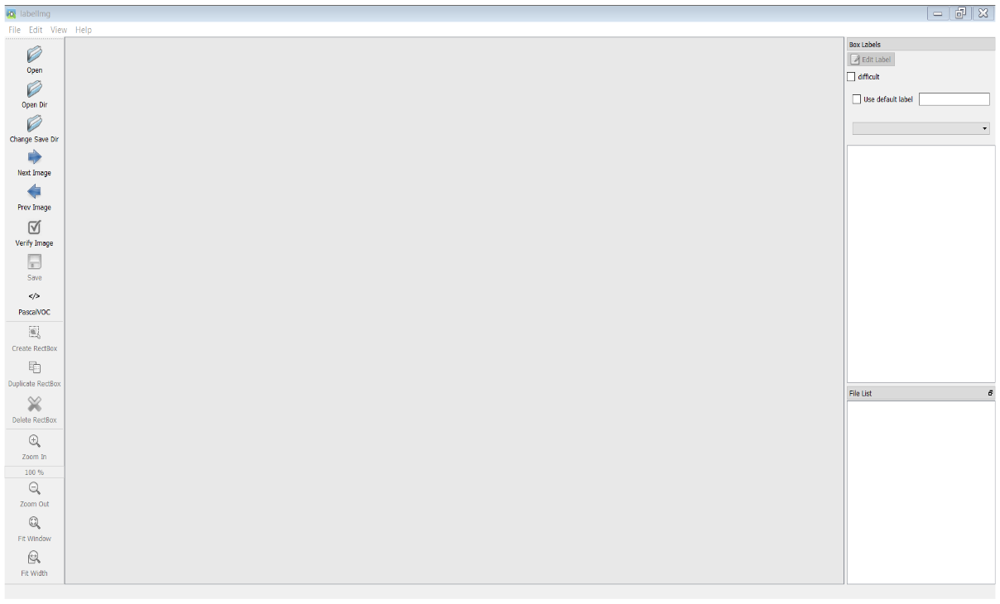 labelImg
File Edit View Help
Open
Open Dir
Change Save Dir
Next Image
Prev Image
Verify Image
Save
</>
PascalVOC
Create RectBox
Duplicate RectBox
Delete RectBox
Zoom In
100 %
Zoom Out
Fit Window
Fit Width
Box Labels
Edit Label
difficult
Use default label
File List